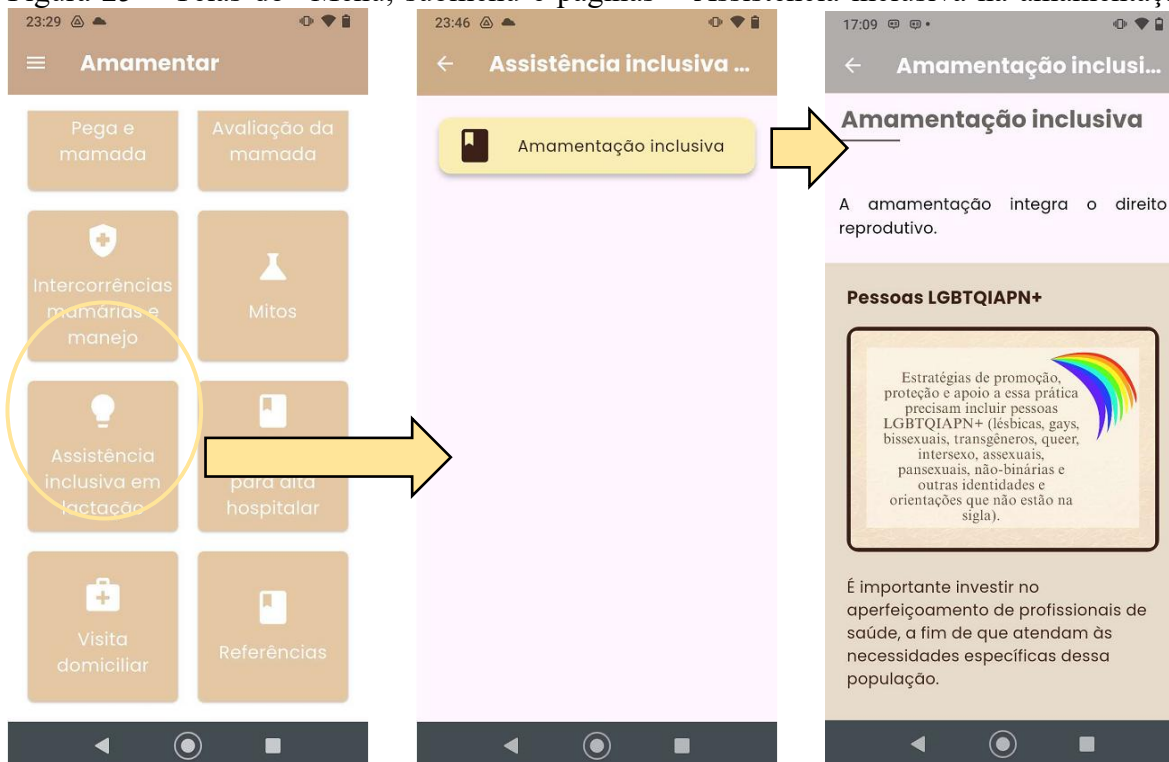 23:29
Amamentar
Pega e
mamada
Avaliação da
mamada
Intercorrências
mamárias e
manejo
Mitos
Assistência
inclusiva em
lactação
para alta
hospitalar
Visita
domiciliar
Referências
23:46
Assistência inclusiva ...
Amamentação inclusiva
17:09
Amamentação inclusi...
Amamentação inclusiva
A amamentação integra o direito
reprodutivo.
Pessoas LGBTQIAPN+
Estratégias de promoção,
proteção e apoio a essa prática
precisam incluir pessoas
LGBTQIAPN+ (lésbicas, gays,
bissexuais, transgêneros, queer,
intersexo, assexuais,
pansexuais, não-binárias e
outras identidades e
orientações que não estão na
sigla).
É importante investir no
aperfeiçoamento de profissionais de
saúde, a fim de que atendam às
necessidades específicas dessa
população.